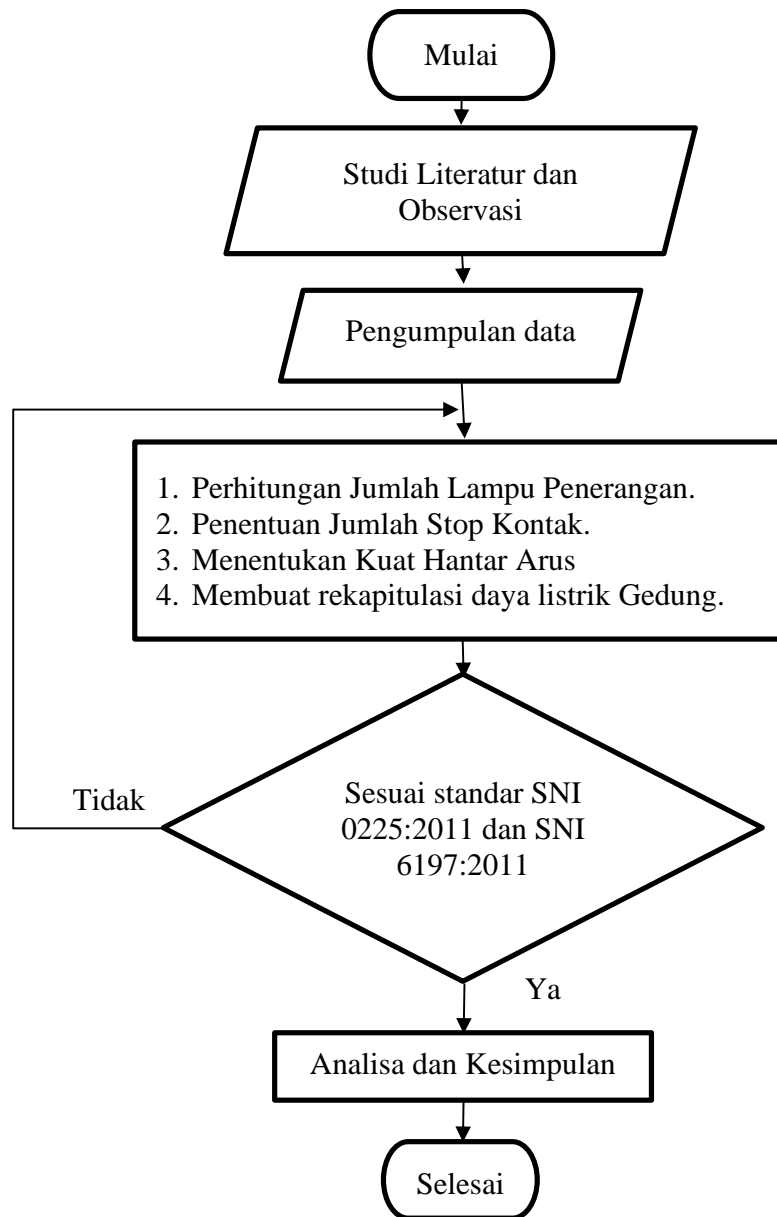 Mulai
Studi Literatur dan
Observasi
Pengumpulan data
1. Perhitungan Jumlah Lampu Penerangan.
2. Penentuan Jumlah Stop Kontak.
3. Menentukan Kuat Hantar Arus
4. Membuat rekapitulasi daya listrik Gedung.
Tidak
Sesuai standar SNI
0225:2011 dan SNI
6197:2011
Ya
Analisa dan Kesimpulan
Selesai